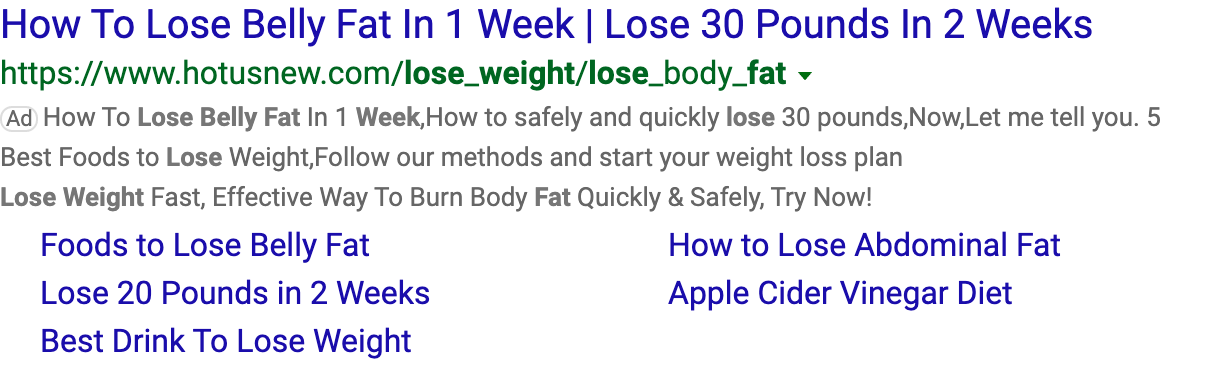 How To Lose Belly Fat In 1 Week | Lose 30 Pounds In 2 Weeks
https://www.hotusnew.com/lose_weight/lose_body_fat
Ad How To Lose Belly Fat In 1 Week,How to safely and quickly lose 30 pounds,Now,Let me tell you. 5
Best Foods to Lose Weight,Follow our methods and start your weight loss plan
Lose Weight Fast, Effective Way To Burn Body Fat Quickly & Safely, Try Now!
Foods to Lose Belly Fat
How to Lose Abdominal Fat
Lose 20 Pounds in 2 Weeks
Apple Cider Vinegar Diet
Best Drink To Lose Weight